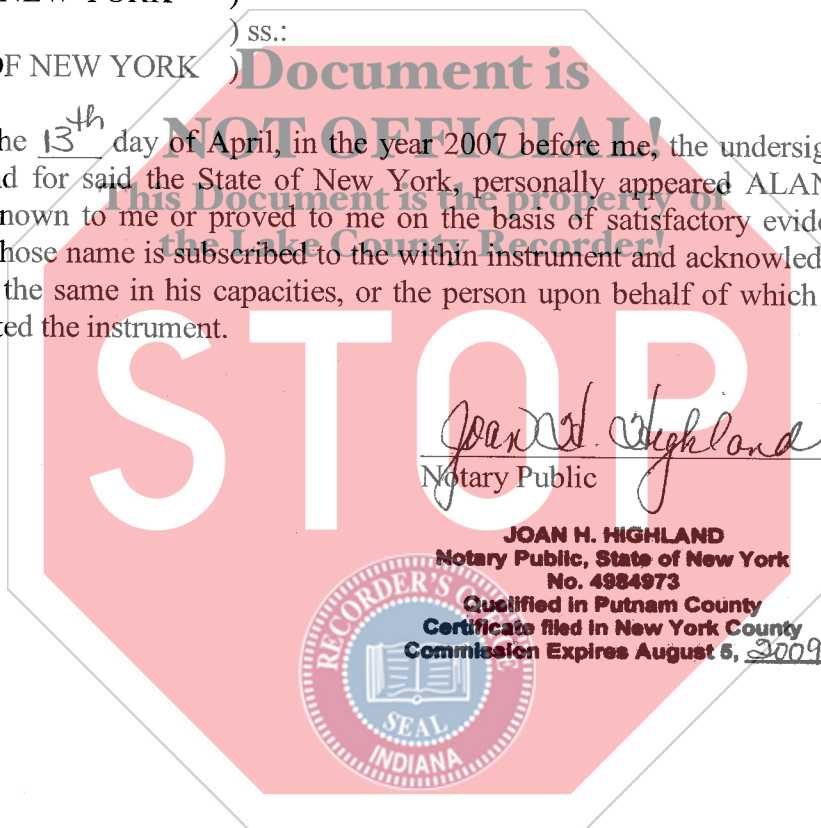 NEW YORK )
) ss.:
OF NEW YORK )
Document is
NOT OFFICIAL!
This Document is the property of
the Lake County Recorder!
he 13th day of April, in the year 2007 before me, the undersig
d for said the State of New York, personally appeared ALAN
nown to me or proved to me on the basis of satisfactory evide
hose name is subscribed to the within instrument and acknowled
the same in his capacities, or the person upon behalf of which
ted the instrument.
STOP
Joan H. Highland
Notary Public
JOAN H. HIGHLAND
Notary Public, State of New York
No. 4984973
Qualified in Putnam County
Certificate filed in New York County
Commission Expires August 5, 2009
RECORDER'S OFFICE
SEAL
INDIANA